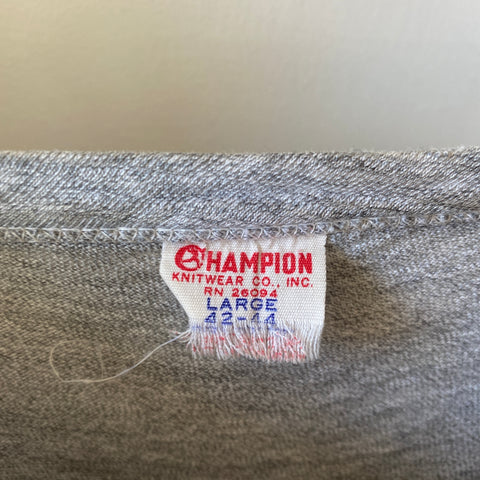 CHAMPION
KNITWEAR CO., INC.
RN 26094
LARGE
42-44